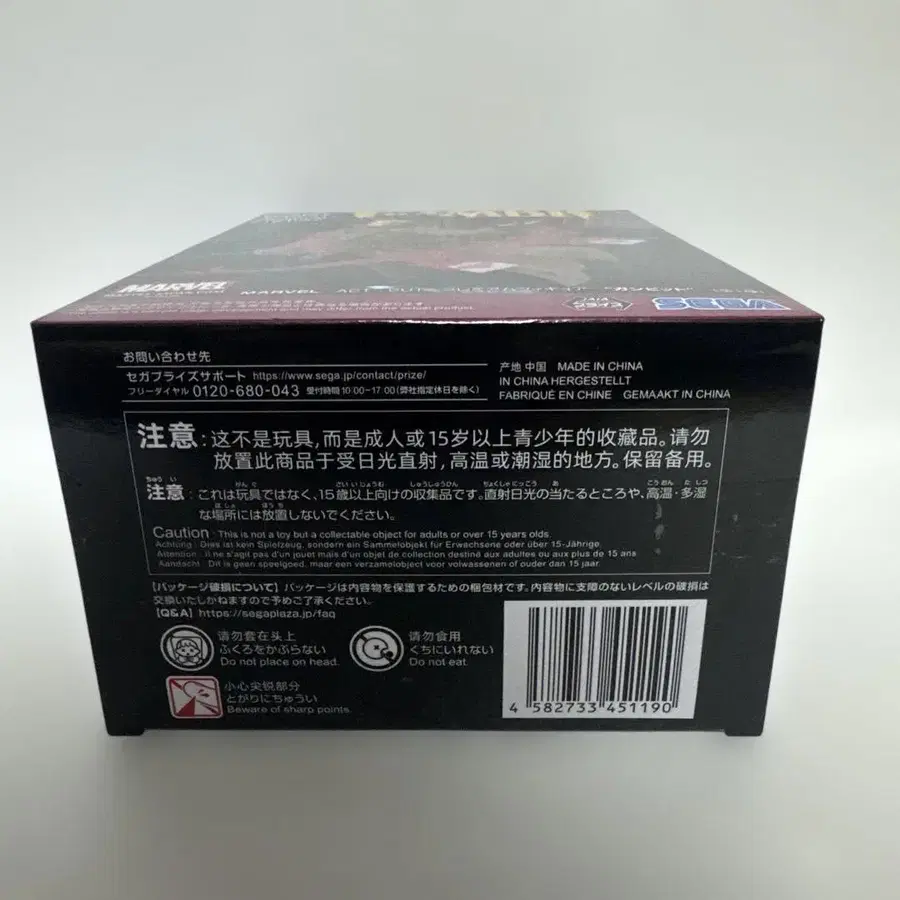 MARVEL
MARVEL
"ガンビット"
SEGA
お問い合わせ先
セガプライズサポート https://www.sega.jp/contact/prize/
フリーダイヤル 0120-680-043 受付時間 10:00~17:00 (弊社指定休日を除く)
产地 中国 MADE IN CHINA
IN CHINA HERGESTELLT
FABRIQUÉ EN CHINE GEMAAKT IN CHINA
注意：这不是玩具，而是成人或15岁以上青少年的收藏品。请勿
放置此商品于受日光直射，高温或潮湿的地方。保留备用。
注意：これは玩具ではなく、15歳以上向けの収集品です。直射日光の当たるところや、高温・多湿
な場所には放置しないでください。
Caution : This is not a toy but a collectable object for adults or over 15 years olds.
Achtung : Dies ist kein Spielzeug, sondern ein Sammelobjekt für Erwachsene oder über 15-Jährige.
Attention : Il ne s'agit pas d'un jouet mais d'un objet de collection destiné aux adultes ou aux plus de 15 ans
Aandacht : Dit is geen speelgoed, maar een verzamelobject voor volwassenen of ouder dan 15 jaar.
【パッケージ破損について】パッケージは内容物を保護するための梱包材です。内容物に支障のないレベルの破損は
交換いたしかねますので予めご了承ください。
【Q&A】https://segaplaza.jp/faq
请勿套在头上
ふくろをかぶらない
Do not place on head.
请勿食用
くちにいれない
Do not eat.
小心尖锐部分
とがりにちゅうい
Beware of sharp points.
4 582733 451190